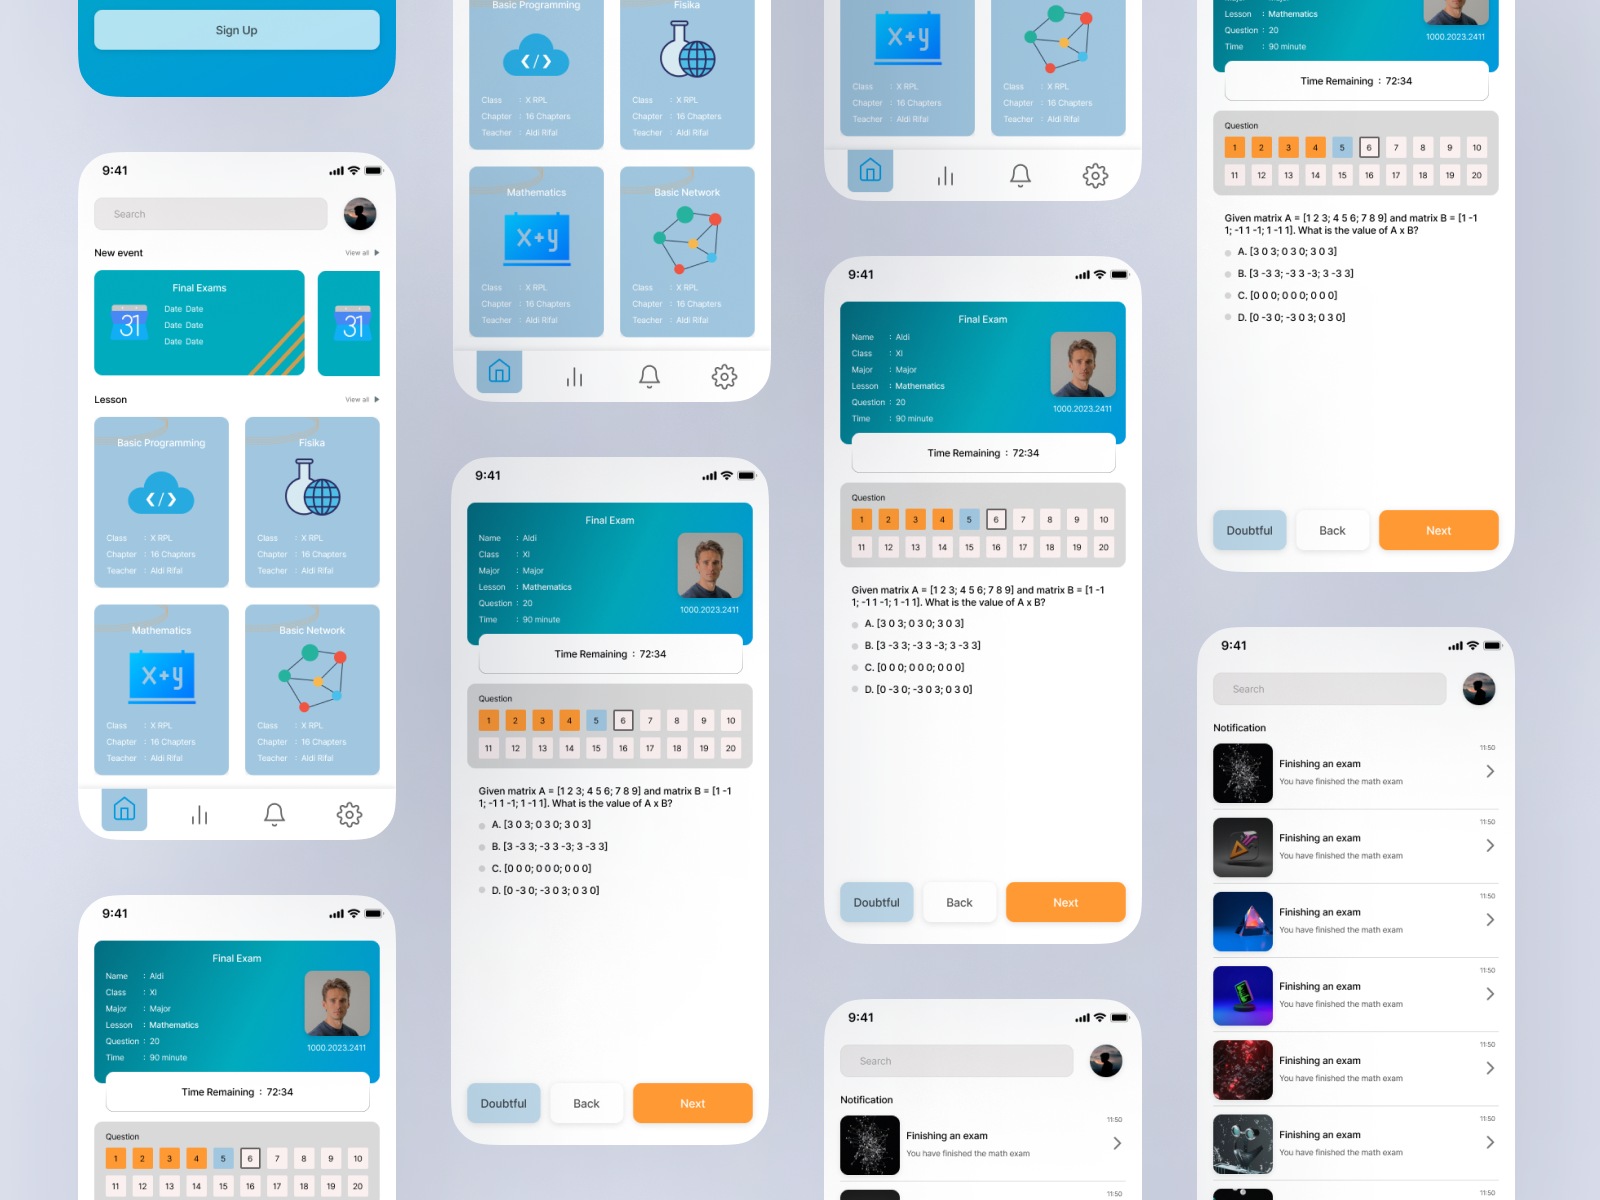 Sign Up
9:41
Search
New event
View all
Final Exams
31
Date Date
Date Date
Date Date
31
Lesson
View all
Basic Programming
Class : X RPL
Chapter : 16 Chapters
Teacher : Aldi Rifal
Fisika
Class : X RPL
Chapter : 16 Chapters
Teacher : Aldi Rifal
Mathematics
X+y
Class : X RPL
Chapter : 16 Chapters
Teacher : Aldi Rifal
Basic Network
Class : X RPL
Chapter : 16 Chapters
Teacher : Aldi Rifal
9:41
Final Exam
Name : Aldi
Class : XI
Major : Major
Lesson : Mathematics
Question : 20
Time : 90 minute
1000.2023.2411
Time Remaining : 72:34
Question
1 2 3 4 5 6 7 8 9 10
11 12 13 14 15 16 17 18 19 20
Basic Programming
Class : X RPL
Chapter : 16 Chapters
Teacher : Aldi Rifal
Fisika
Class : X RPL
Chapter : 16 Chapters
Teacher : Aldi Rifal
Mathematics
X+y
Class : X RPL
Chapter : 16 Chapters
Teacher : Aldi Rifal
Basic Network
Class : X RPL
Chapter : 16 Chapters
Teacher : Aldi Rifal
9:41
Final Exam
Name : Aldi
Class : XI
Major : Major
Lesson : Mathematics
Question : 20
Time : 90 minute
1000.2023.2411
Time Remaining : 72:34
Question
1 2 3 4 5 6 7 8 9 10
11 12 13 14 15 16 17 18 19 20
Given matrix A = [1 2 3; 4 5 6; 7 8 9] and matrix B = [1 -1
1; -1 1 -1; 1 -1 1]. What is the value of A x B?
A. [3 0 3; 0 3 0; 3 0 3]
B. [3 -3 3; -3 3 -3; 3 -3 3]
C. [0 0 0; 0 0 0; 0 0 0]
D. [0 -3 0; -3 0 3; 0 3 0]
Doubtful
Back
Next
X+y
Class : X RPL
Chapter : 16 Chapters
Teacher : Aldi Rifal
Class : X RPL
Chapter : 16 Chapters
Teacher : Aldi Rifal
9:41
Final Exam
Name : Aldi
Class : XI
Major : Major
Lesson : Mathematics
Question : 20
Time : 90 minute
1000.2023.2411
Time Remaining : 72:34
Question
1 2 3 4 5 6 7 8 9 10
11 12 13 14 15 16 17 18 19 20
Given matrix A = [1 2 3; 4 5 6; 7 8 9] and matrix B = [1 -1
1; -1 1 -1; 1 -1 1]. What is the value of A x B?
A. [3 0 3; 0 3 0; 3 0 3]
B. [3 -3 3; -3 3 -3; 3 -3 3]
C. [0 0 0; 0 0 0; 0 0 0]
D. [0 -3 0; -3 0 3; 0 3 0]
Doubtful
Back
Next
9:41
Search
Notification
11:50
Finishing an exam
You have finished the math exam
11:50
Major : Major
Lesson : Mathematics
Question : 20
Time : 90 minute
1000.2023.2411
Time Remaining : 72:34
Question
1 2 3 4 5 6 7 8 9 10
11 12 13 14 15 16 17 18 19 20
Given matrix A = [1 2 3; 4 5 6; 7 8 9] and matrix B = [1 -1
1; -1 1 -1; 1 -1 1]. What is the value of A x B?
A. [3 0 3; 0 3 0; 3 0 3]
B. [3 -3 3; -3 3 -3; 3 -3 3]
C. [0 0 0; 0 0 0; 0 0 0]
D. [0 -3 0; -3 0 3; 0 3 0]
Doubtful
Back
Next
9:41
Search
Notification
11:50
Finishing an exam
You have finished the math exam
11:50
Finishing an exam
You have finished the math exam
11:50
Finishing an exam
You have finished the math exam
11:50
Finishing an exam
You have finished the math exam
11:50
Finishing an exam
You have finished the math exam
11:50
Finishing an exam
You have finished the math exam
11:50